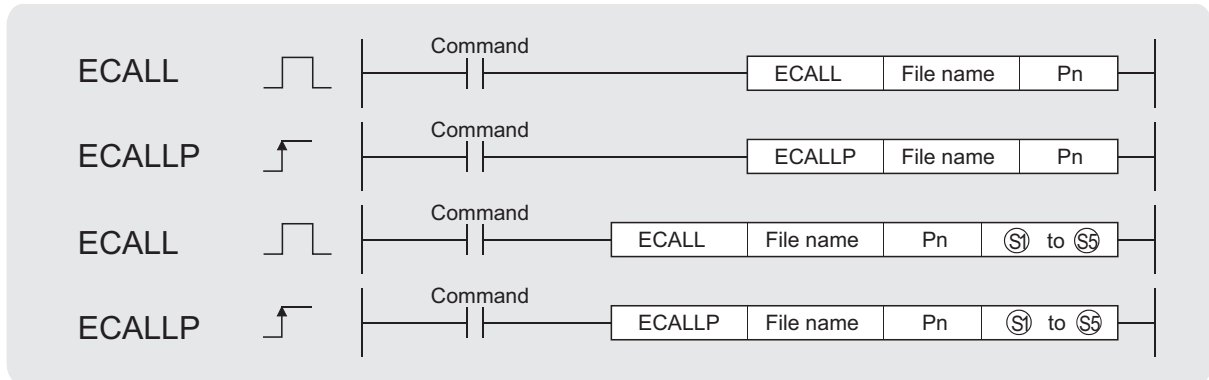 Command
ECALL ECALL File name Pn
Command
ECALLP ECALLP File name Pn
Command
ECALL ECALL File name Pn S1 to S5
Command
ECALLP ECALLP File name Pn S1 to S5